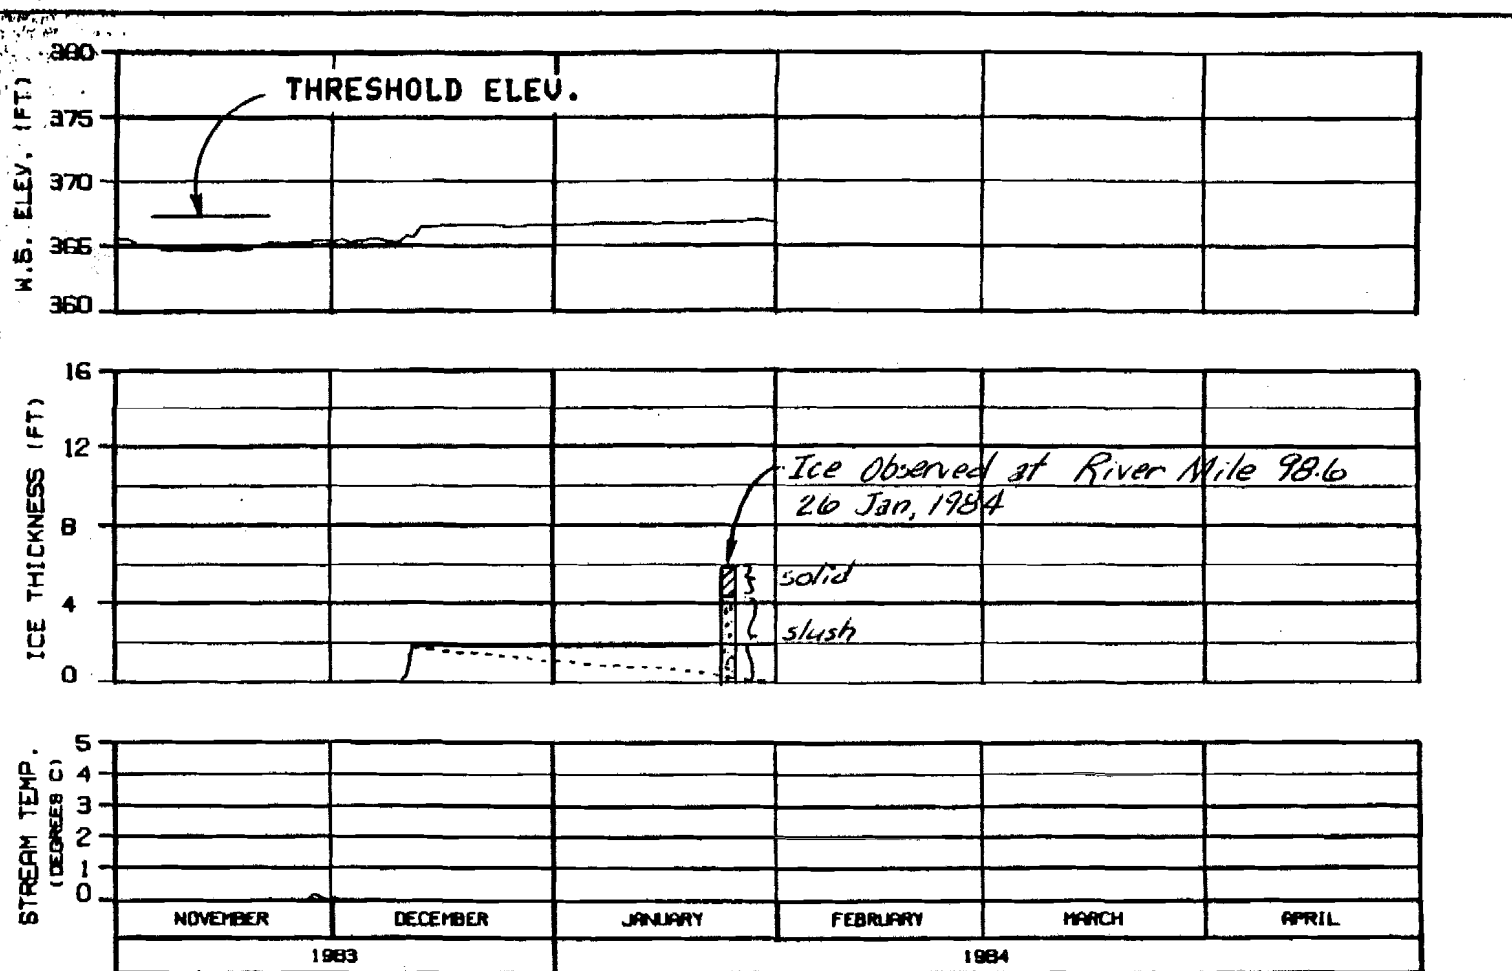 380
THRESHOLD ELEV.
375
370
365
360
W.S. ELEV. (FT)
16
12
8
4
0
ICE THICKNESS (FT)
Ice Observed at River Mile 98.6
26 Jan, 1984
solid
slush
5
4
3
2
1
0
STREAM TEMP.
(DEGREES C)
NOVEMBER DECEMBER JANUARY FEBRUARY MARCH APRIL
1983 1984